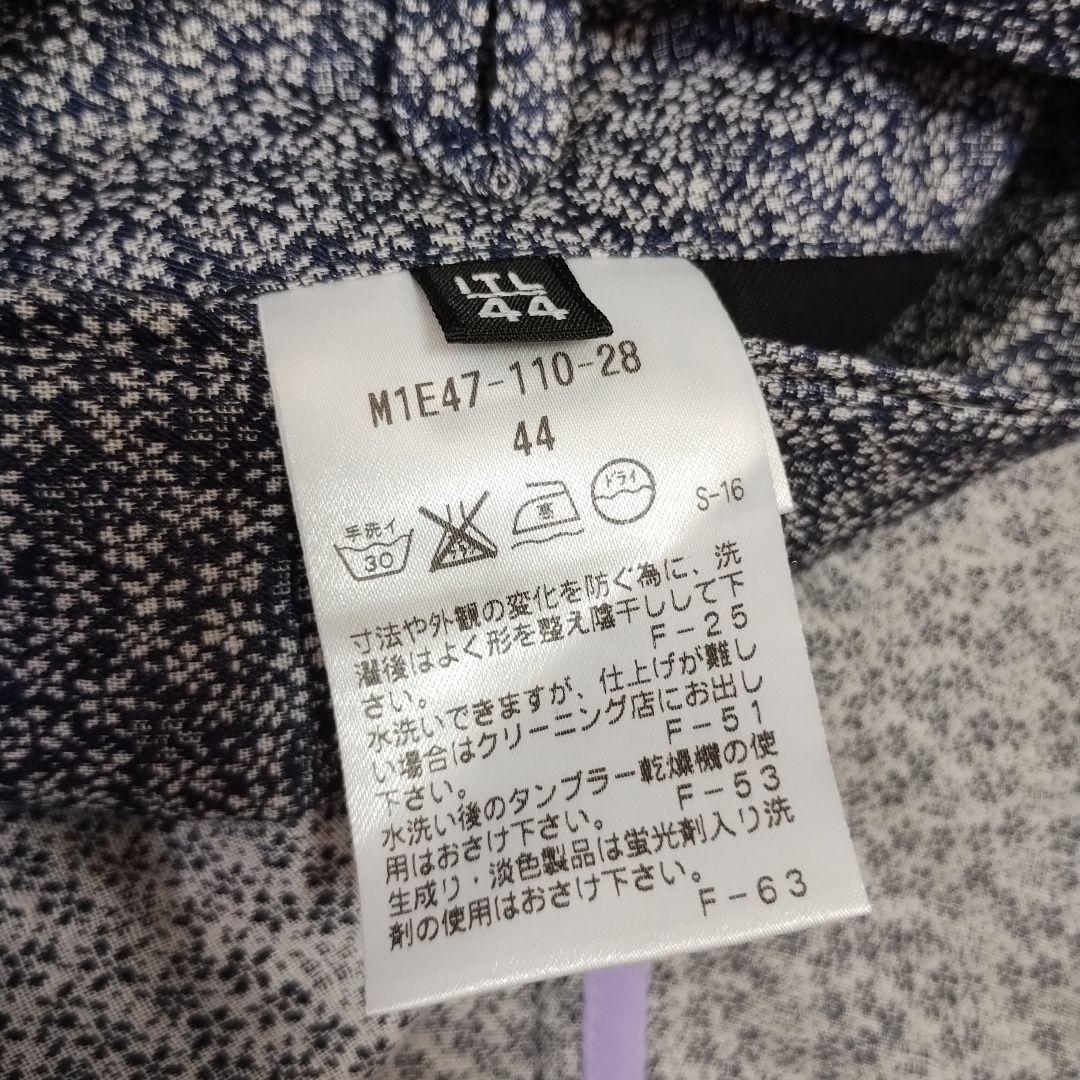 ITL
44
M1E47-110-28
44
手洗イ
30
ドライ
S-16
寸法や外観の変化を防ぐ為に、洗
濯後はよく形を整え陰干しして下
さい。 F-25
水洗いできますが、仕上げが難し
い場合はクリーニング店にお出し
下さい。 F-51
水洗い後のタンブラー乾燥機の使
用はおさけ下さい。 F-53
生成り・淡色製品は蛍光剤入り洗
剤の使用はおさけ下さい。
F-63